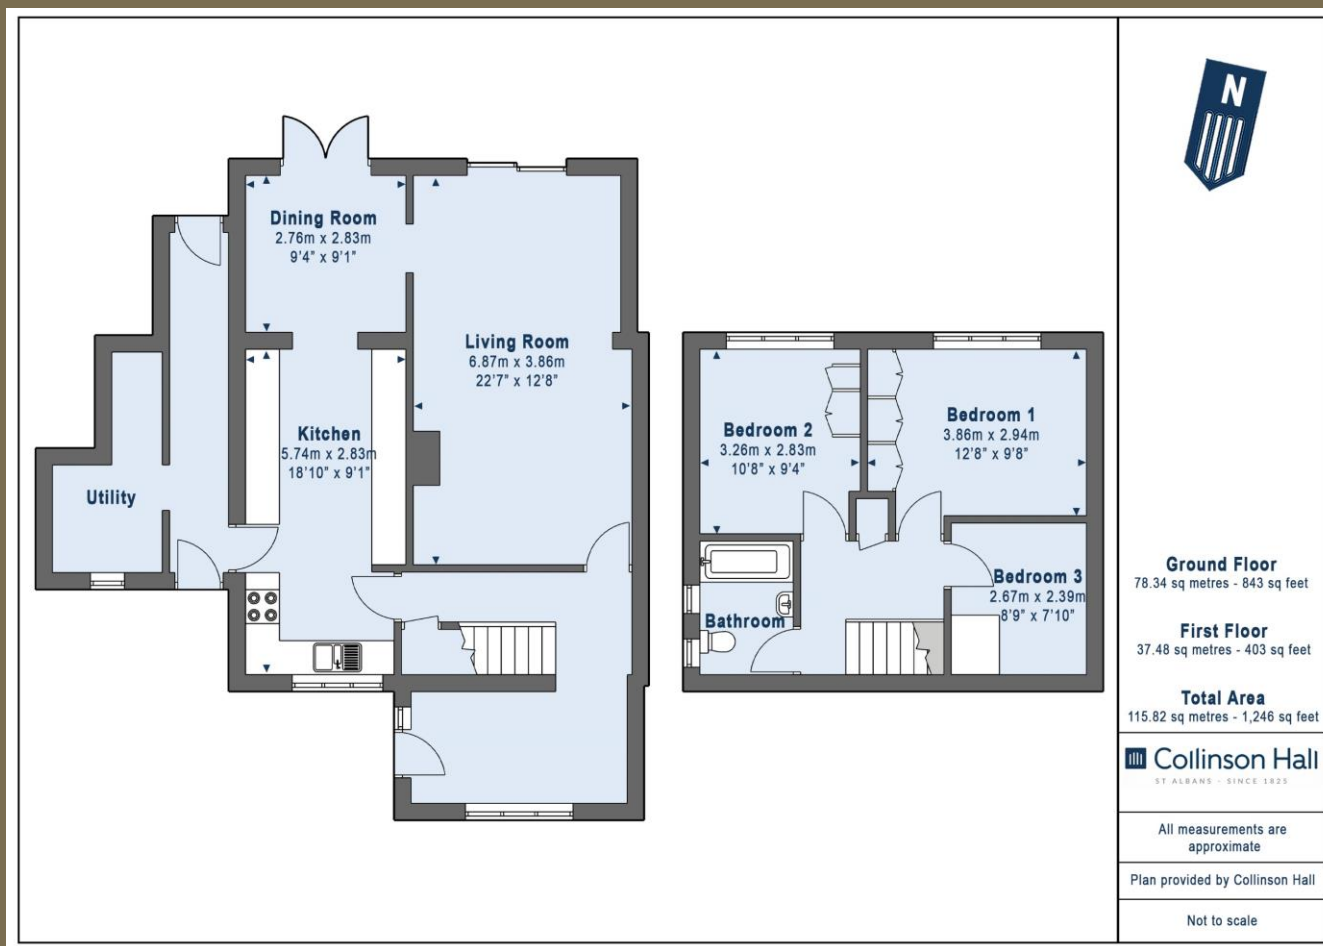 N
Dining Room
2.76m x 2.83m
9'4" x 9'1"
Living Room
6.87m x 3.86m
22'7" x 12'8"
Kitchen
5.74m x 2.83m
18'10" x 9'1"
Utility
Bedroom 2
3.26m x 2.83m
10'8" x 9'4"
Bedroom 1
3.86m x 2.94m
12'8" x 9'8"
Bedroom 3
2.67m x 2.39m
8'9" x 7'10"
Bathroom
Ground Floor
78.34 sq metres - 843 sq feet
First Floor
37.48 sq metres - 403 sq feet
Total Area
115.82 sq metres - 1,246 sq feet
Collinson Hall
ST ALBANS - SINCE 1825
All measurements are
approximate
Plan provided by Collinson Hall
Not to scale